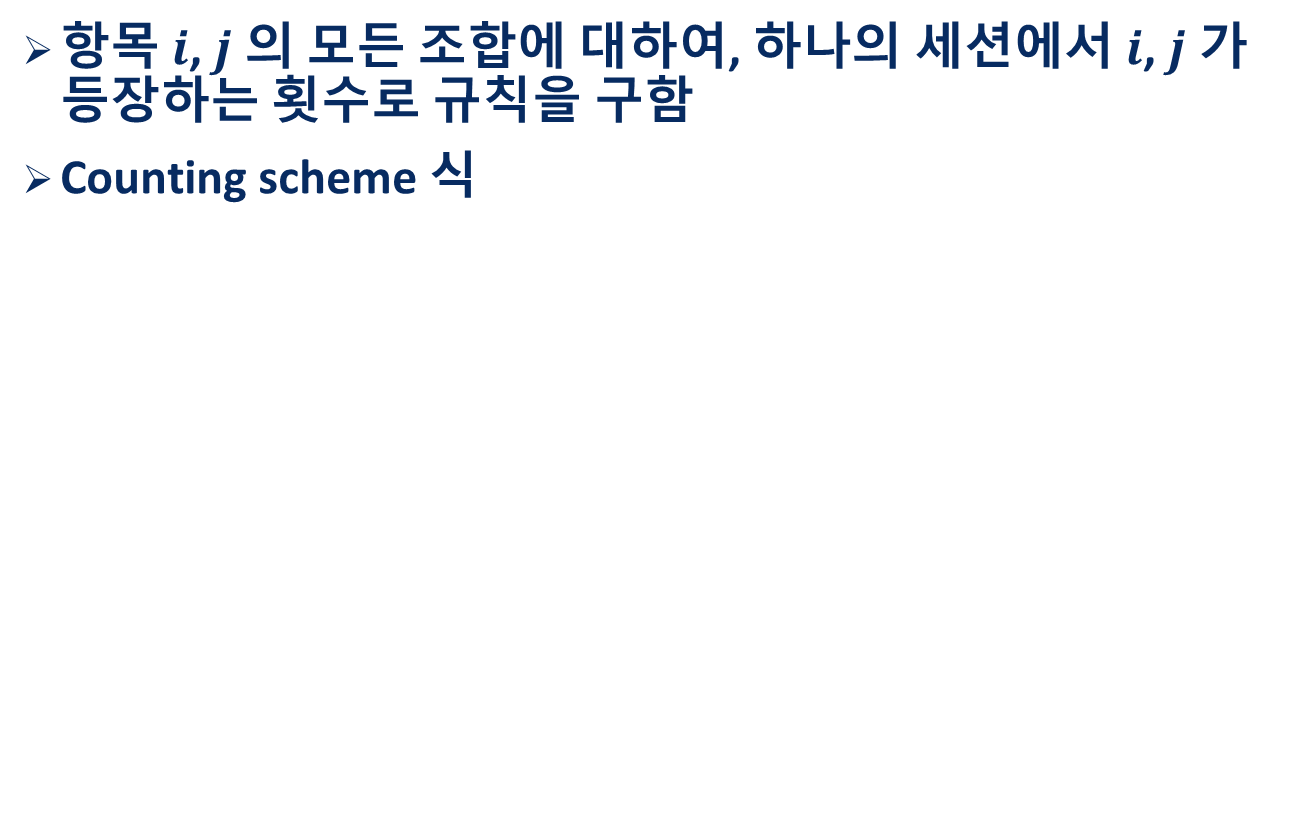 ➢ 항목 i, j 의 모든 조합에 대하여, 하나의 세션에서 i, j 가
등장하는 횟수로 규칙을 구함
➢ Counting scheme 식